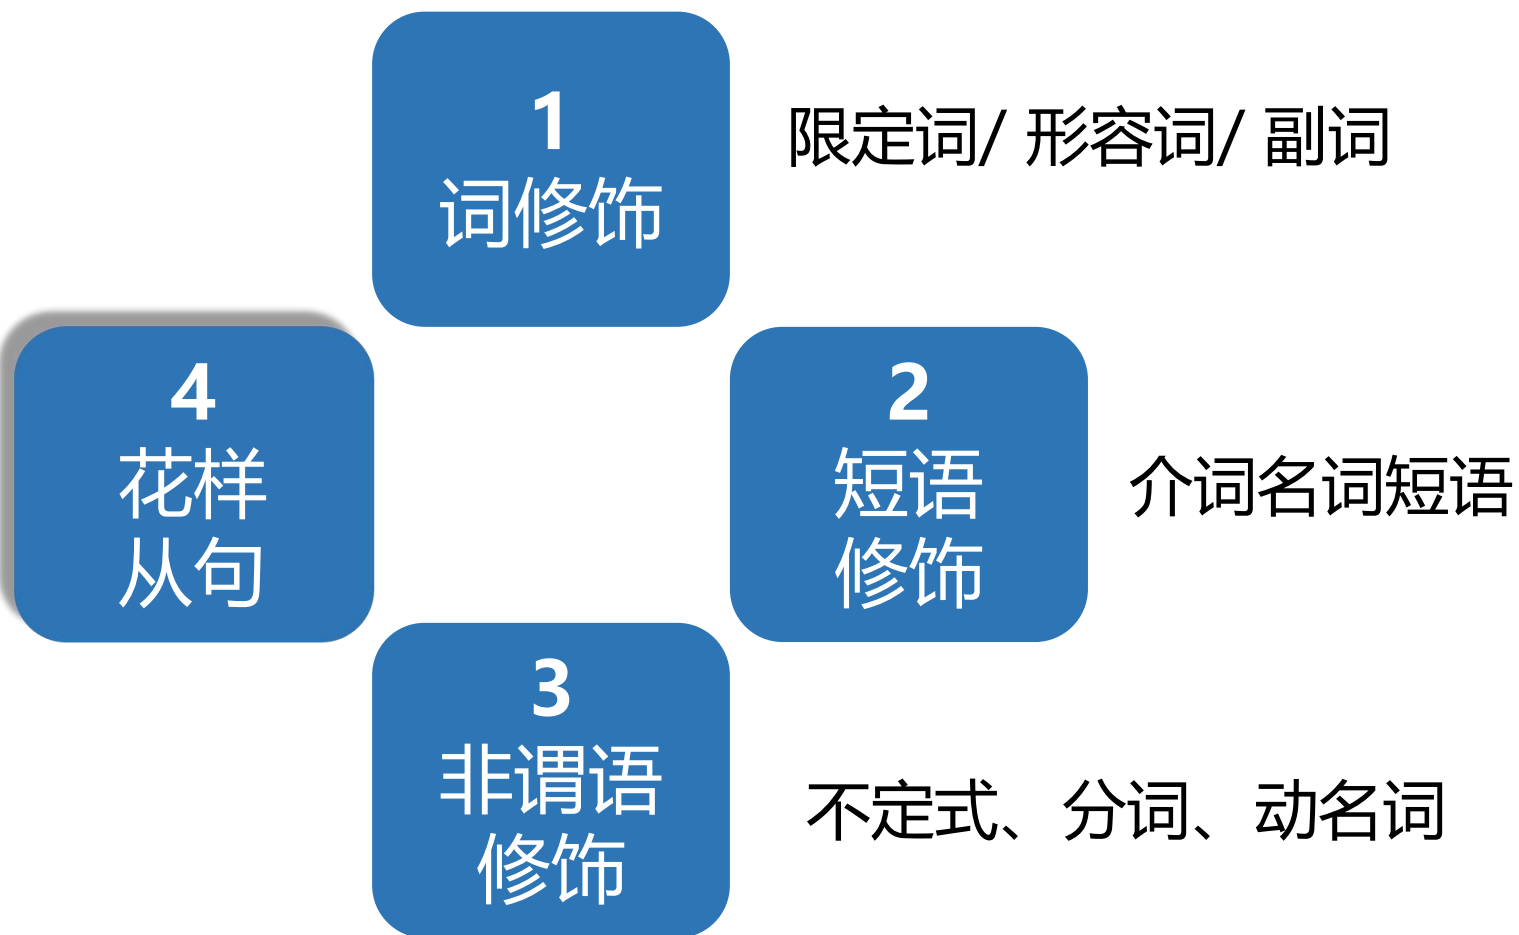 1
词修饰
限定词/ 形容词/ 副词
4
花样
从句
2
短语
修饰
介词名词短语
3
非谓语
修饰
不定式、分词、动名词